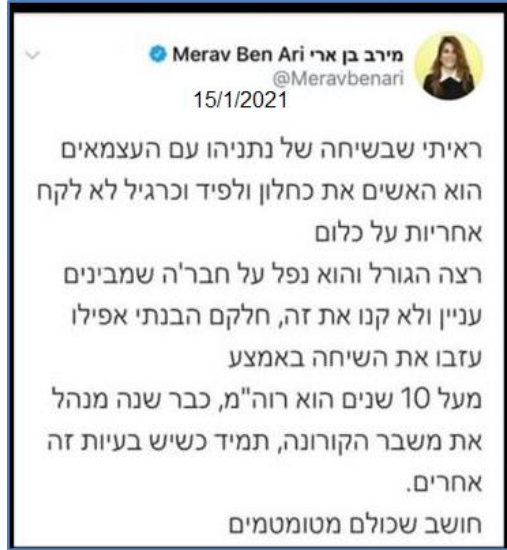 מירב בן ארי Merav Ben Ari
@Meravbenari
15/1/2021
ראיתי שבשיחה של נתניהו עם העצמאים
הוא האשים את כחלון ולפיד וכרגיל לא לקח
אחריות על כלום
רצה הגורל והוא נפל על חבר'ה שמבינים
עניין ולא קנו את זה, חלקם הבנתי אפילו
עזבו את השיחה באמצע
מעל 10 שנים הוא רוה"מ, כבר שנה מנהל
את משבר הקורונה, תמיד כשיש בעיות זה
אחרים.
חושב שכולם מטומטמים